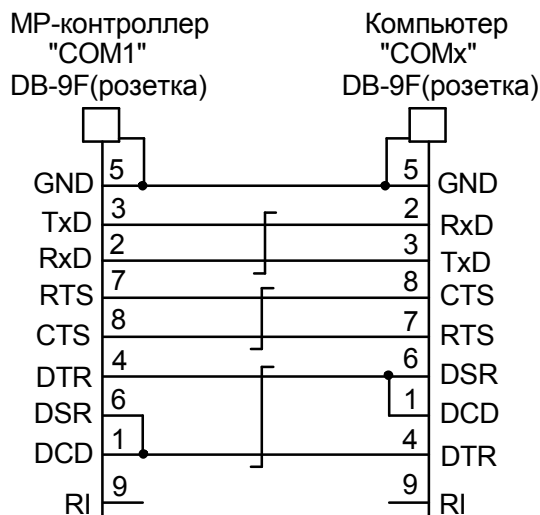 МР-контроллер
"COM1"
DB-9F(розетка)
Компьютер
"COMx"
DB-9F(розетка)
GND 5 5 GND
TxD 3 2 RxD
RxD 2 3 TxD
RTS 7 8 CTS
CTS 8 7 RTS
DTR 4 6 DSR
DSR 6 1 DCD
DCD 1 4 DTR
RI 9 9 RI